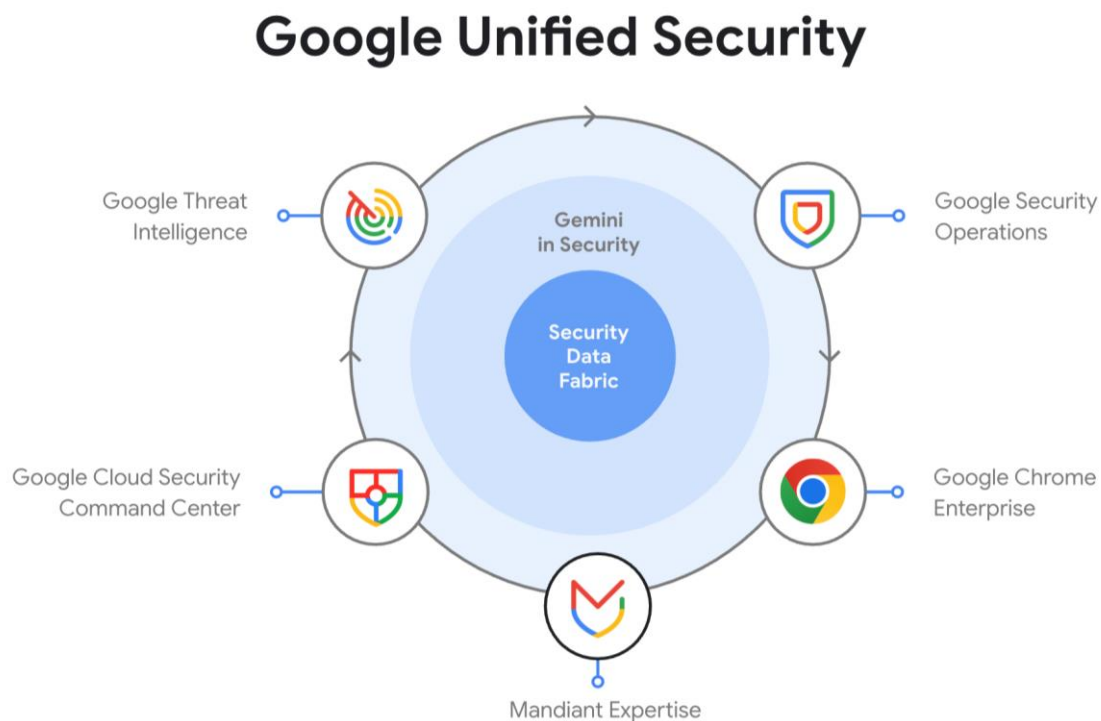 Google Unified Security
Google Threat
Intelligence
Google Security
Operations
Gemini
in Security
Security
Data
Fabric
Google Cloud Security
Command Center
Google Chrome
Enterprise
Mandiant Expertise